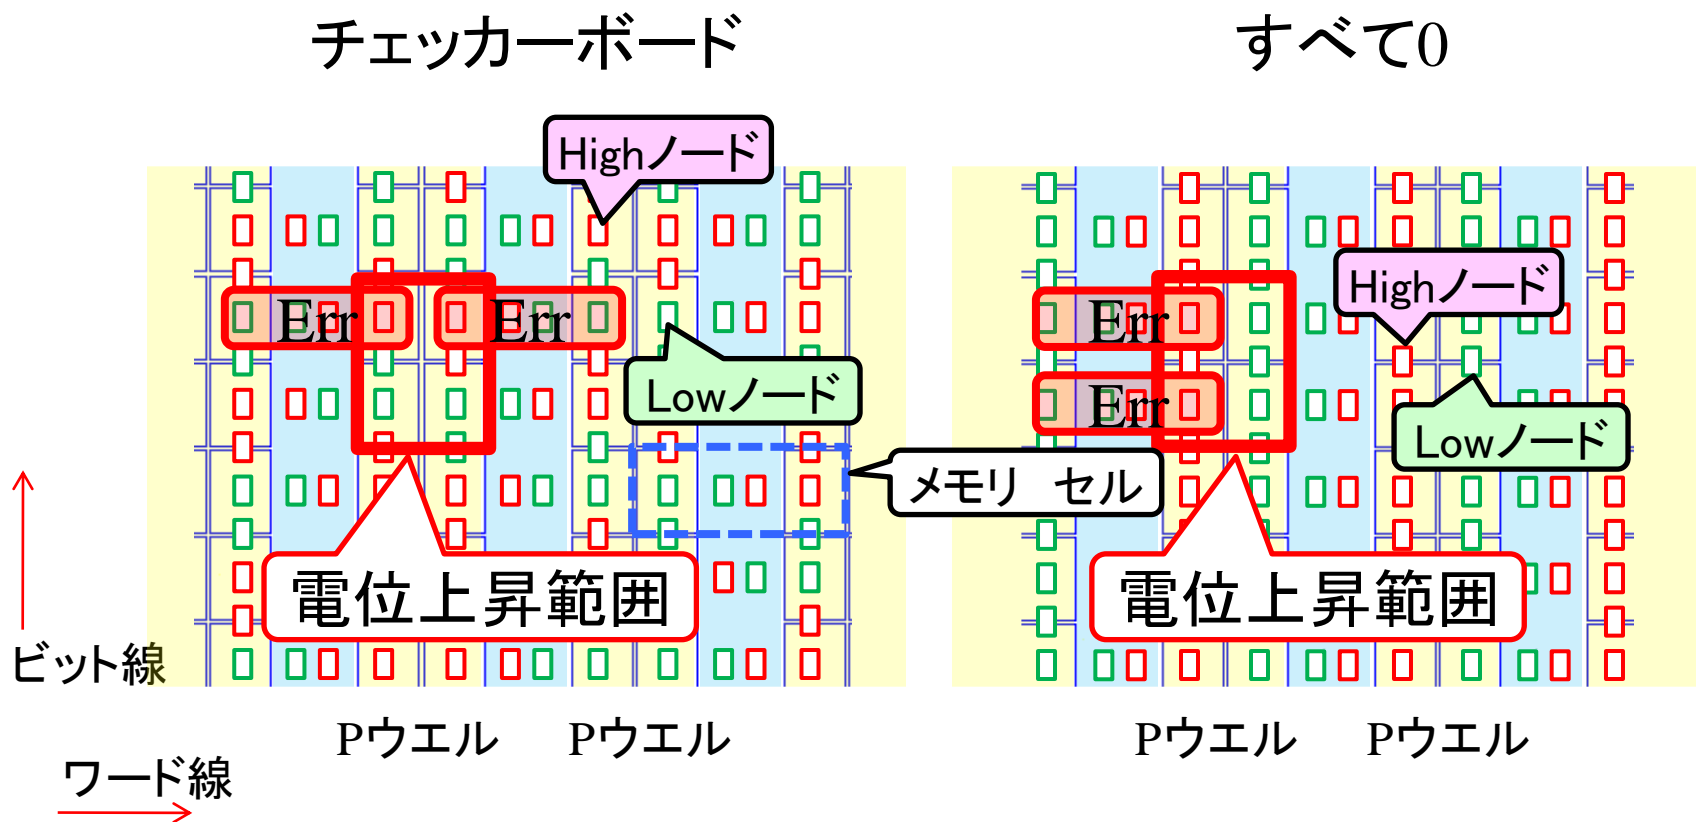 チェッカーボード
すべて0
Highノード
Highノード
Err
Err
Err
Err
Lowノード
Lowノード
メモリ セル
電位上昇範囲
電位上昇範囲
ビット線
Pウエル
Pウエル
Pウエル
Pウエル
ワード線